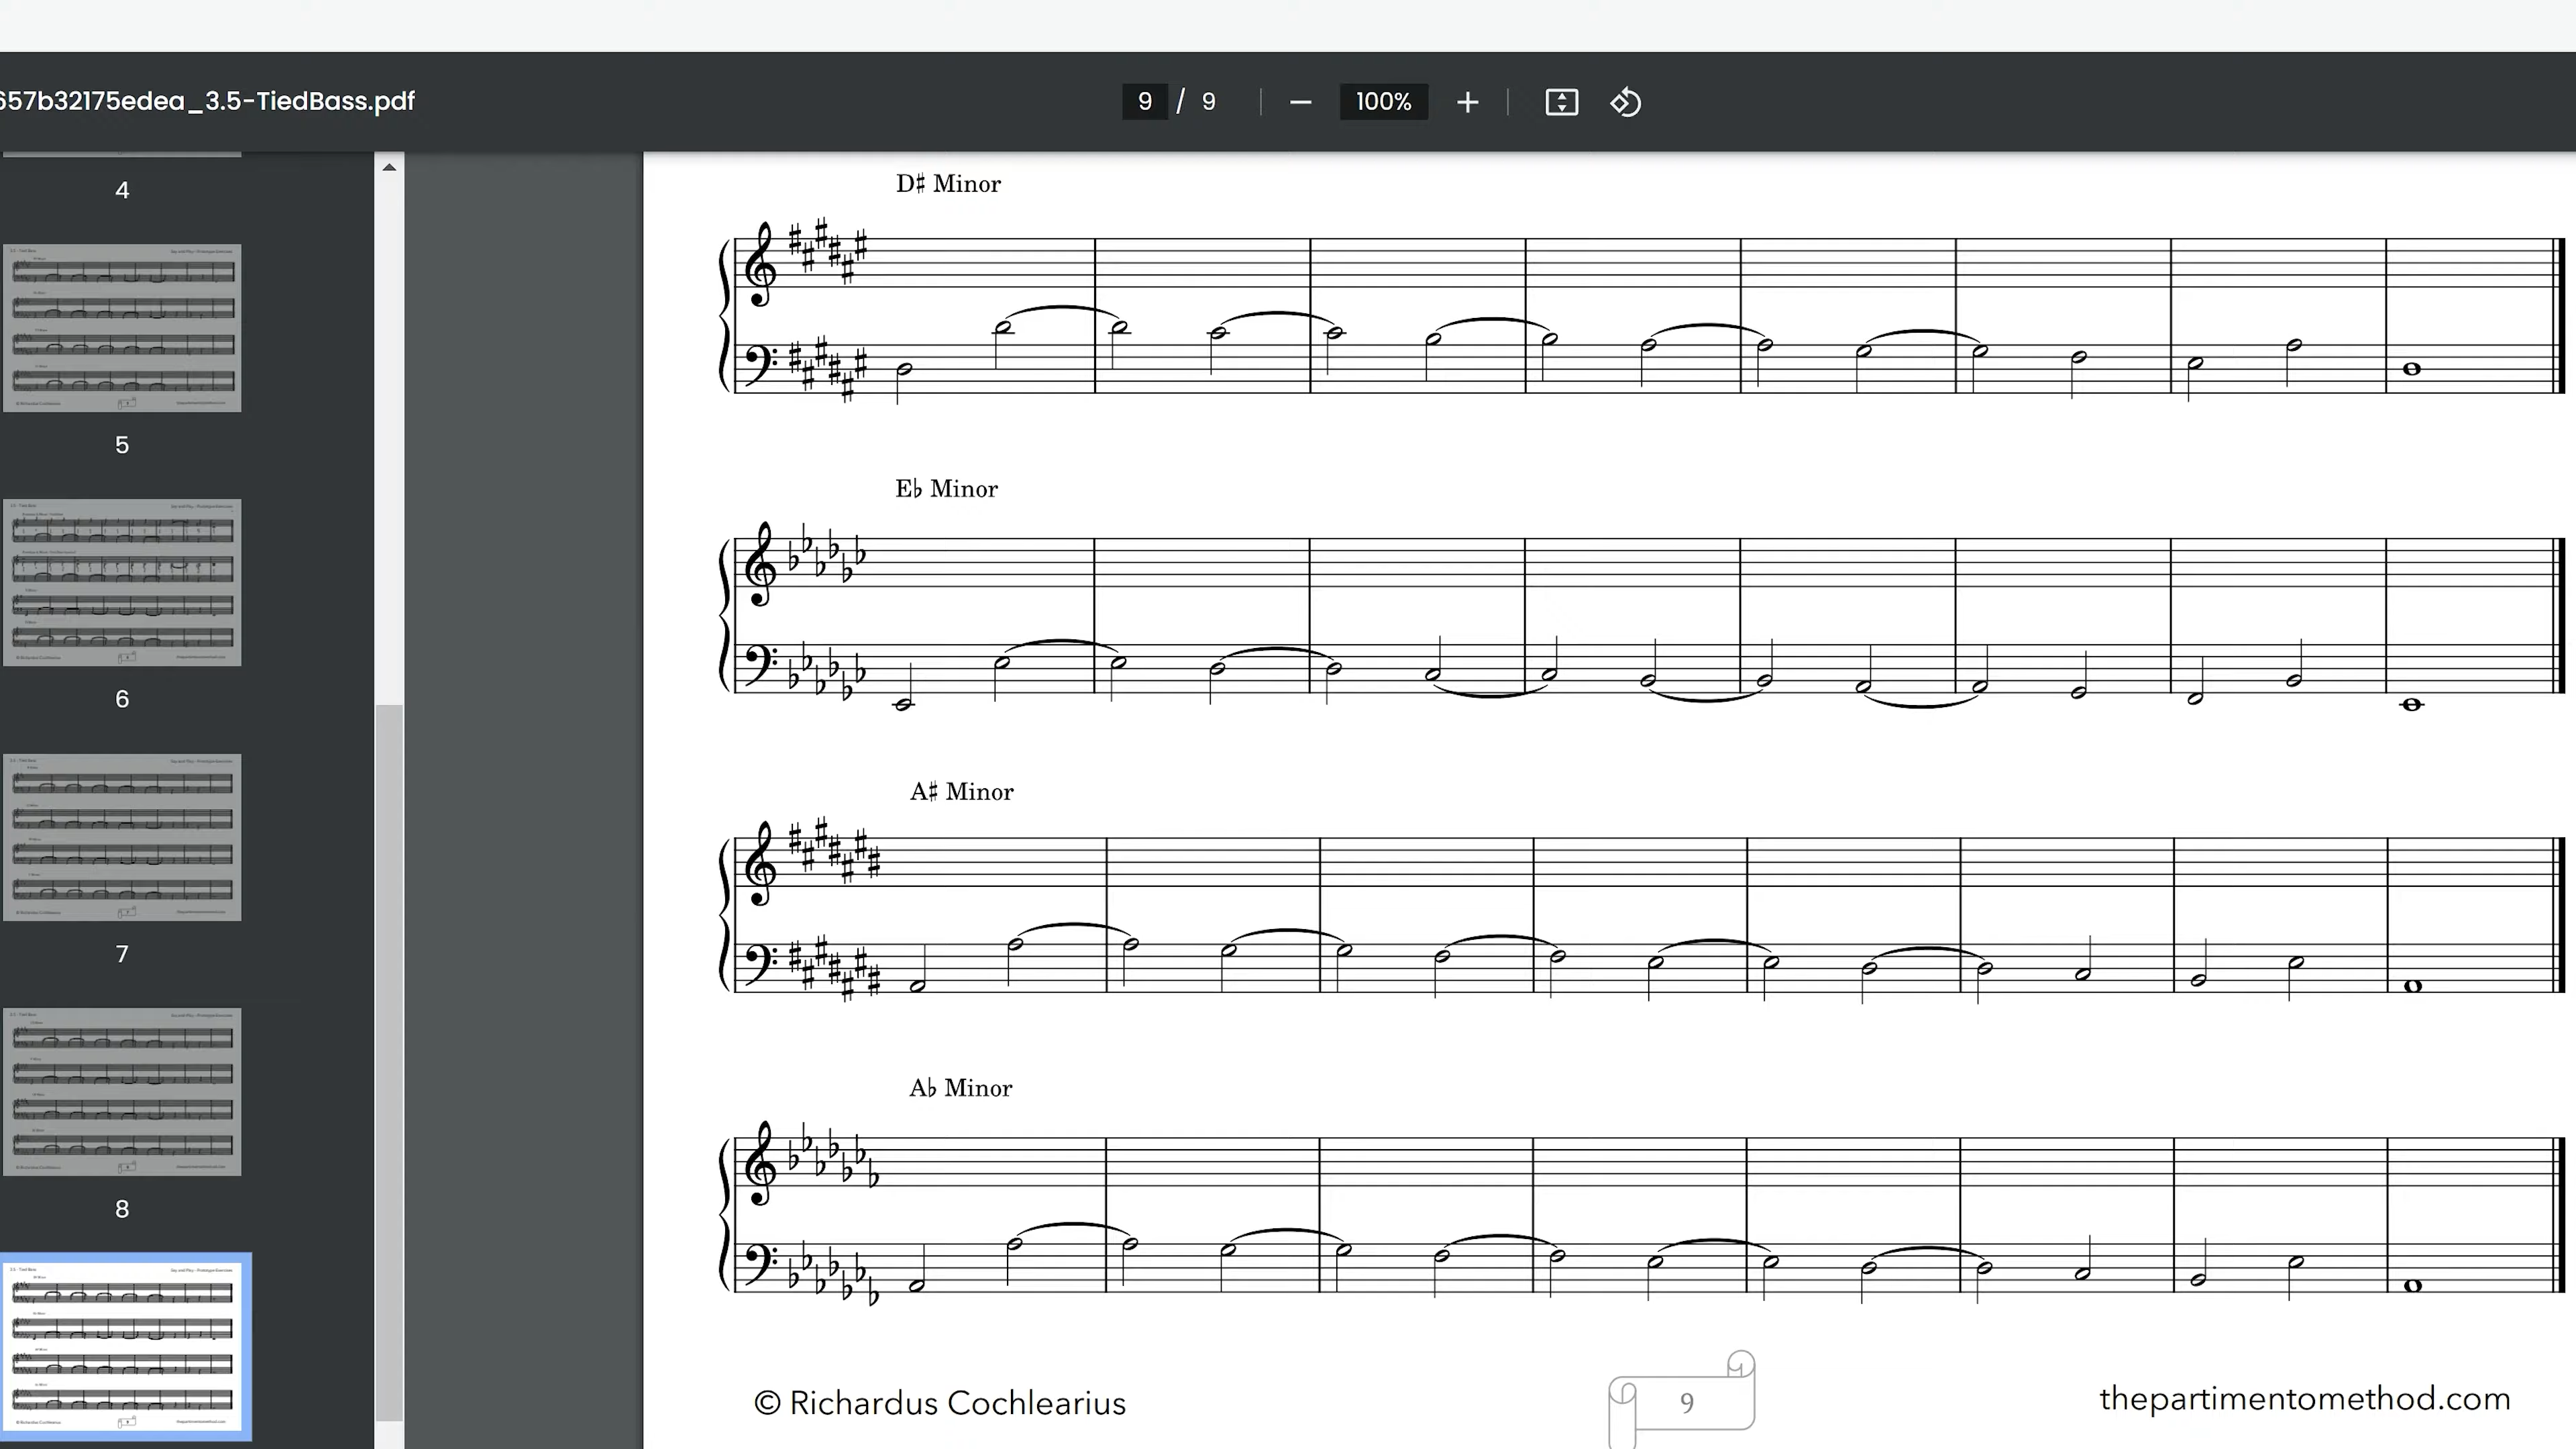 657b32175edea_3.5-TiedBass.pdf
9 / 9
100%
4
5
6
7
8
D♯ Minor
E♭ Minor
A♯ Minor
A♭ Minor
© Richardus Cochlearius
9
thepartimentomethod.com